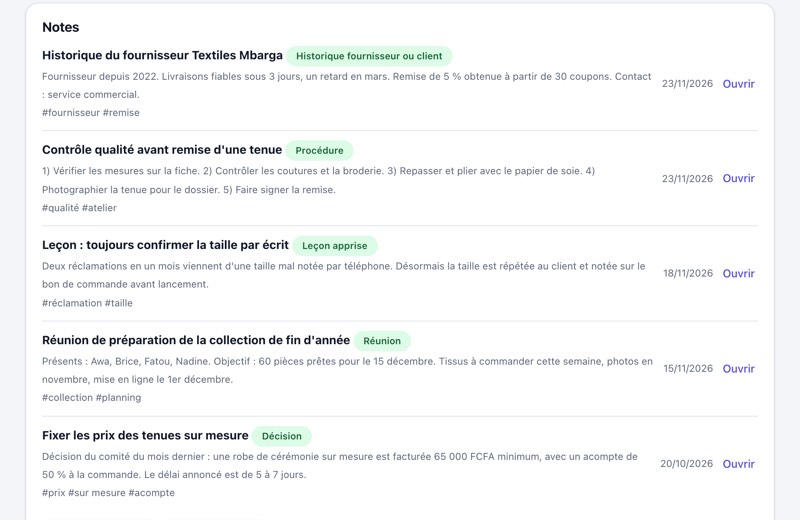 Notes
Historique du fournisseur Textiles Mbarga Historique fournisseur ou client
Fournisseur depuis 2022. Livraisons fiables sous 3 jours, un retard en mars. Remise de 5 % obtenue à partir de 30 coupons. Contact
: service commercial.
23/11/2026 Ouvrir
#fournisseur #remise
Contrôle qualité avant remise d'une tenue Procédure
1) Vérifier les mesures sur la fiche. 2) Contrôler les coutures et la broderie. 3) Repasser et plier avec le papier de soie. 4)
Photographier la tenue pour le dossier. 5) Faire signer la remise.
23/11/2026 Ouvrir
#qualité #atelier
Leçon : toujours confirmer la taille par écrit Leçon apprise
Deux réclamations en un mois viennent d'une taille mal notée par téléphone. Désormais la taille est répétée au client et notée sur le
bon de commande avant lancement.
18/11/2026 Ouvrir
#réclamation #taille
Réunion de préparation de la collection de fin d'année Réunion
Présents : Awa, Brice, Fatou, Nadine. Objectif : 60 pièces prêtes pour le 15 décembre. Tissus à commander cette semaine, photos en
novembre, mise en ligne le 1er décembre.
15/11/2026 Ouvrir
#collection #planning
Fixer les prix des tenues sur mesure Décision
Décision du comité du mois dernier : une robe de cérémonie sur mesure est facturée 65 000 FCFA minimum, avec un acompte de
50 % à la commande. Le délai annoncé est de 5 à 7 jours.
20/10/2026 Ouvrir
#prix #sur mesure #acompte